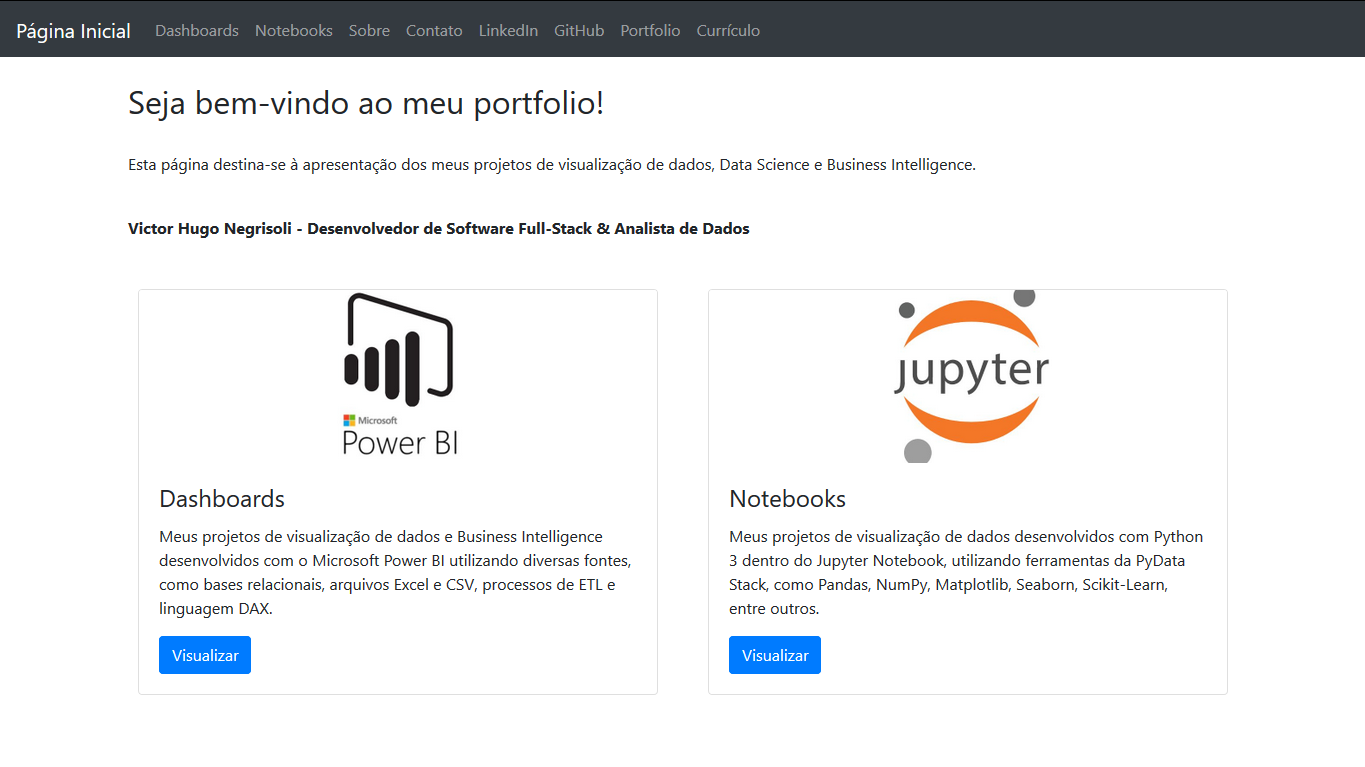 Página Inicial Dashboards Notebooks Sobre Contato LinkedIn GitHub Portfolio Currículo
Seja bem-vindo ao meu portfolio!
Esta página destina-se à apresentação dos meus projetos de visualização de dados, Data Science e Business Intelligence.
Victor Hugo Negrisoli - Desenvolvedor de Software Full-Stack & Analista de Dados
Microsoft
Power BI
Dashboards
Meus projetos de visualização de dados e Business Intelligence
desenvolvidos com o Microsoft Power BI utilizando diversas fontes,
como bases relacionais, arquivos Excel e CSV, processos de ETL e
linguagem DAX.
Visualizar
jupyter
Notebooks
Meus projetos de visualização de dados desenvolvidos com Python
3 dentro do Jupyter Notebook, utilizando ferramentas da PyData
Stack, como Pandas, NumPy, Matplotlib, Seaborn, Scikit-Learn,
entre outros.
Visualizar